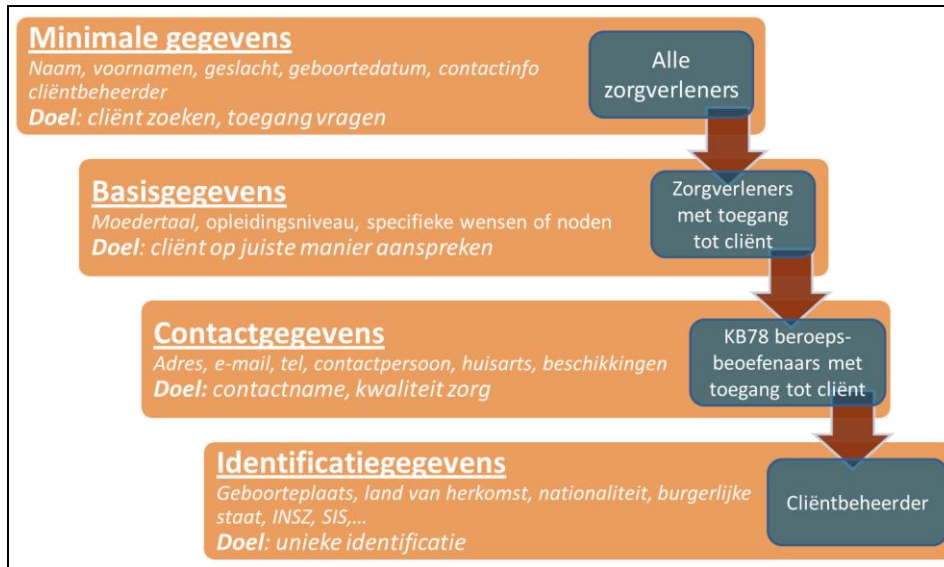 Minimale gegevens
Naam, voornamen, geslacht, geboortedatum, contactinfo
cliëntbeheerder
Doel: cliënt zoeken, toegang vragen
Alle
zorgverleners
Basisgegevens
Moedertaal, opleidingsniveau, specifieke wensen of noden
Doel: cliënt op juiste manier aanspreken
Zorgverleners
met toegang
tot cliënt
Contactgegevens
Adres, e-mail, tel, contactpersoon, huisarts, beschikkingen
Doel: contactname, kwaliteit zorg
KB78 beroeps-
beoefenaars met
toegang tot cliënt
Identificatiegegevens
Geboorteplaats, land van herkomst, nationaliteit, burgerlijke
staat, INSZ, SIS,...
Doel: unieke identificatie
Cliëntbeheerder